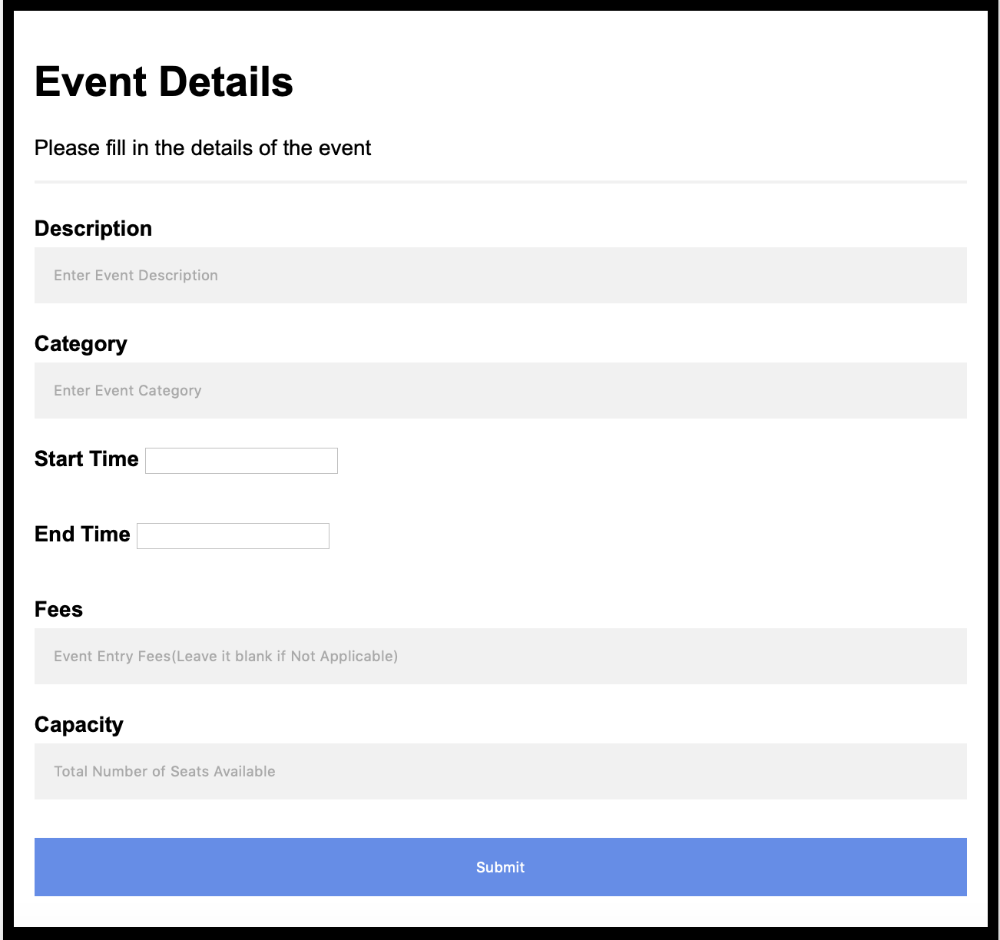 Event Details
Please fill in the details of the event
Description
Enter Event Description
Category
Enter Event Category
Start Time
End Time
Fees
Event Entry Fees(Leave it blank if Not Applicable)
Capacity
Total Number of Seats Available
Submit